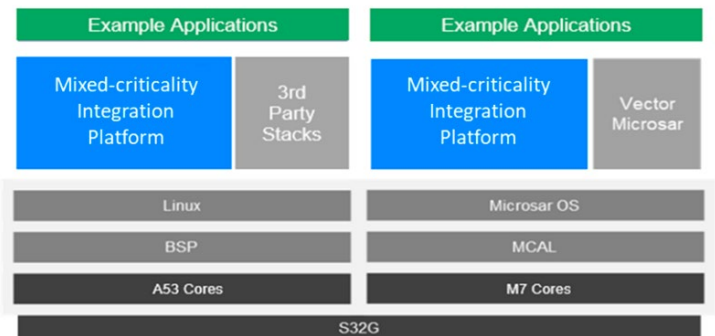 Example Applications
Example Applications
Mixed-criticality
Integration
Platform
3rd
Party
Stacks
Mixed-criticality
Integration
Platform
Vector
Microsar
Linux
Microsar OS
BSP
MCAL
A53 Cores
M7 Cores
S32G